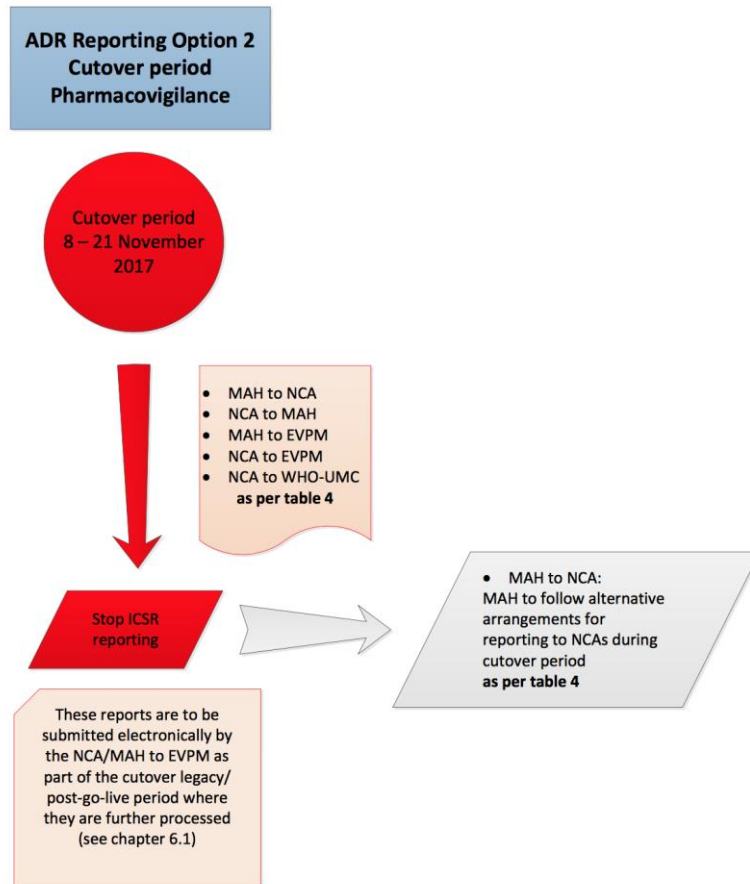 ADR Reporting Option 2
Cutover period
Pharmacovigilance
Cutover period
8 – 21 November
2017
• MAH to NCA
• NCA to MAH
• MAH to EVPM
• NCA to EVPM
• NCA to WHO-UMC
as per table 4
Stop ICSR
reporting
• MAH to NCA:
MAH to follow alternative
arrangements for
reporting to NCAs during
cutover period
as per table 4
These reports are to be
submitted electronically by
the NCA/MAH to EVPM as
part of the cutover legacy/
post-go-live period where
they are further processed
(see chapter 6.1)